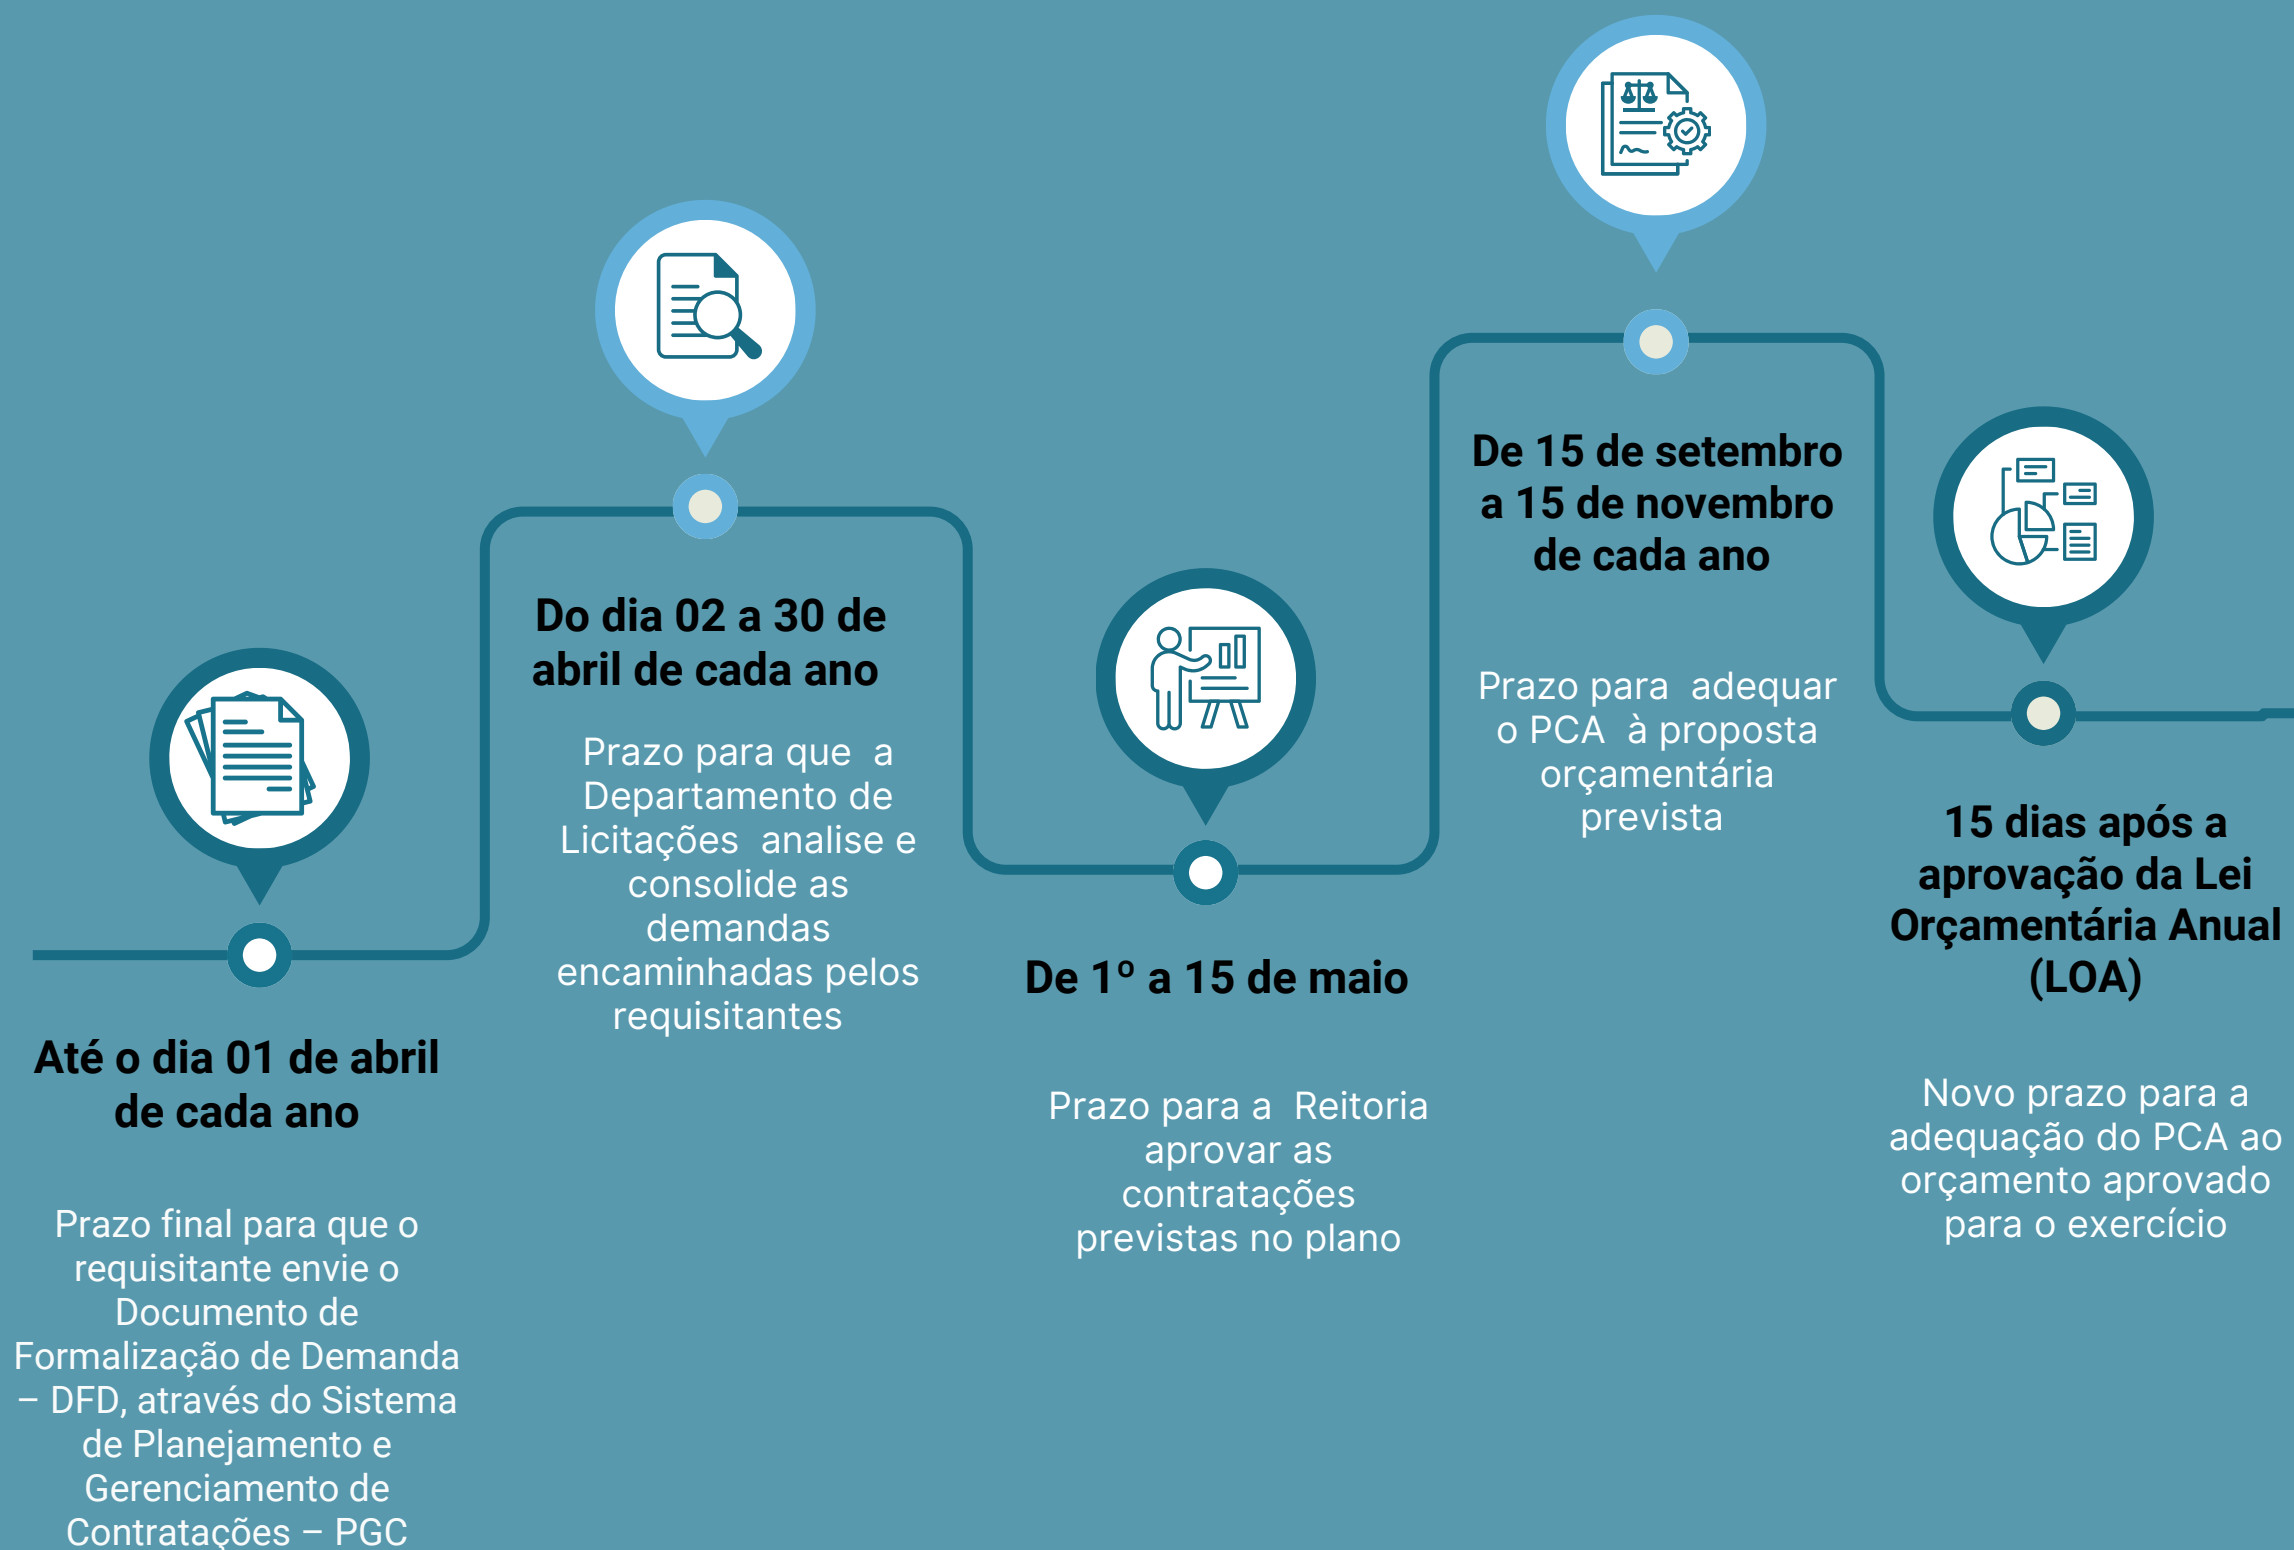 Até o dia 01 de abril
de cada ano
Prazo final para que o
requisitante envie o
Documento de
Formalização de Demanda
– DFD, através do Sistema
de Planejamento e
Gerenciamento de
Contratações – PGC
Do dia 02 a 30 de
abril de cada ano
Prazo para que a
Departamento de
Licitações analise e
consolide as
demandas
encaminhadas pelos
requisitantes
De 1º a 15 de maio
Prazo para a Reitoria
aprovar as
contratações
previstas no plano
De 15 de setembro
a 15 de novembro
de cada ano
Prazo para adequar
o PCA à proposta
orçamentária
prevista
15 dias após a
aprovação da Lei
Orçamentária Anual
(LOA)
Novo prazo para a
adequação do PCA ao
orçamento aprovado
para o exercício